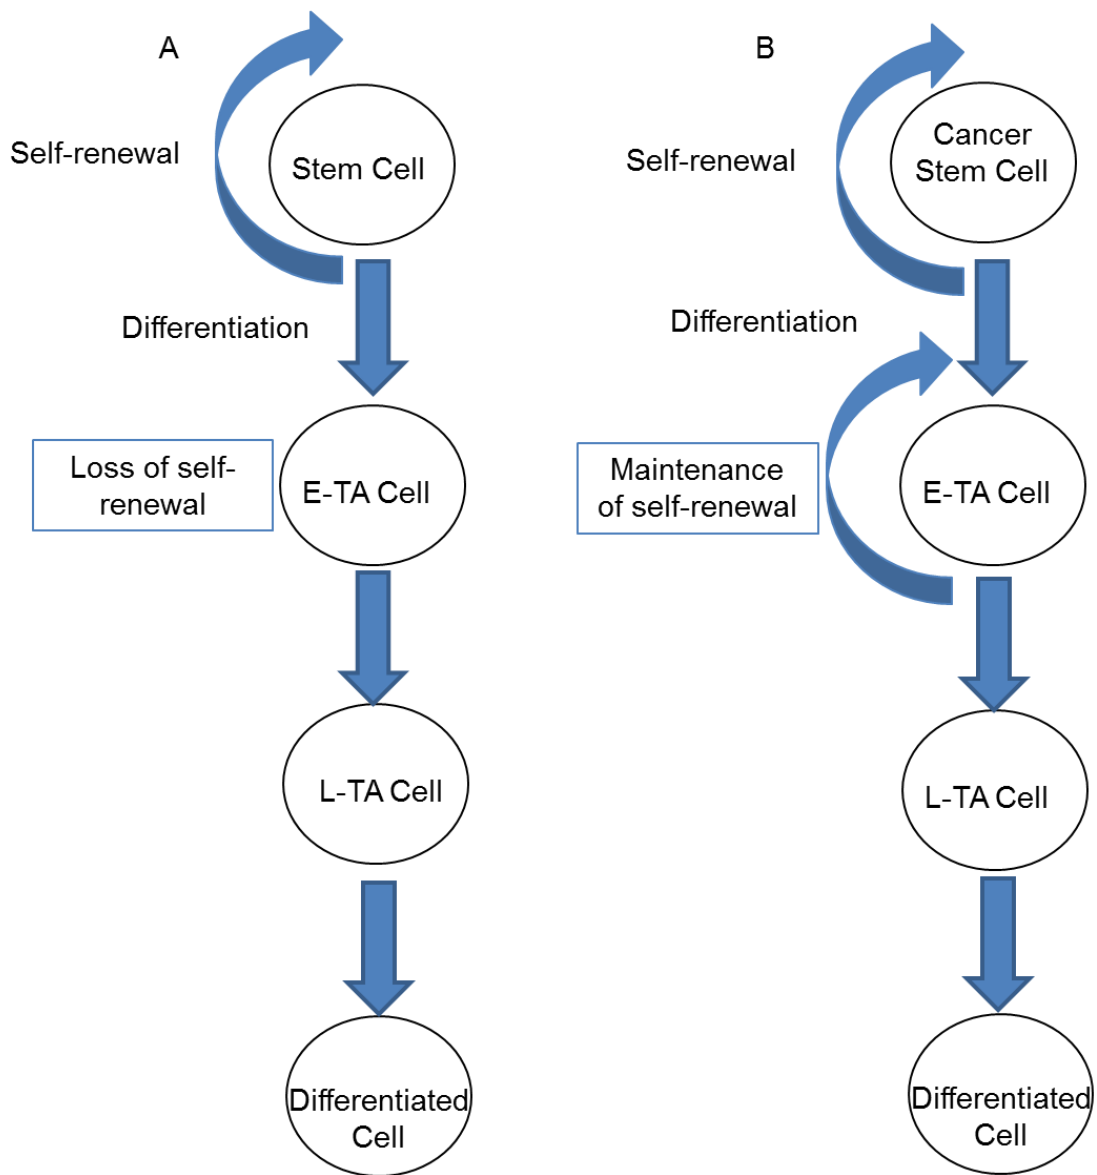 A
Self-renewal
Stem Cell
Differentiation
Loss of self-
renewal
E-TA Cell
L-TA Cell
Differentiated
Cell
B
Self-renewal
Cancer
Stem Cell
Differentiation
Maintenance
of self-renewal
E-TA Cell
L-TA Cell
Differentiated
Cell